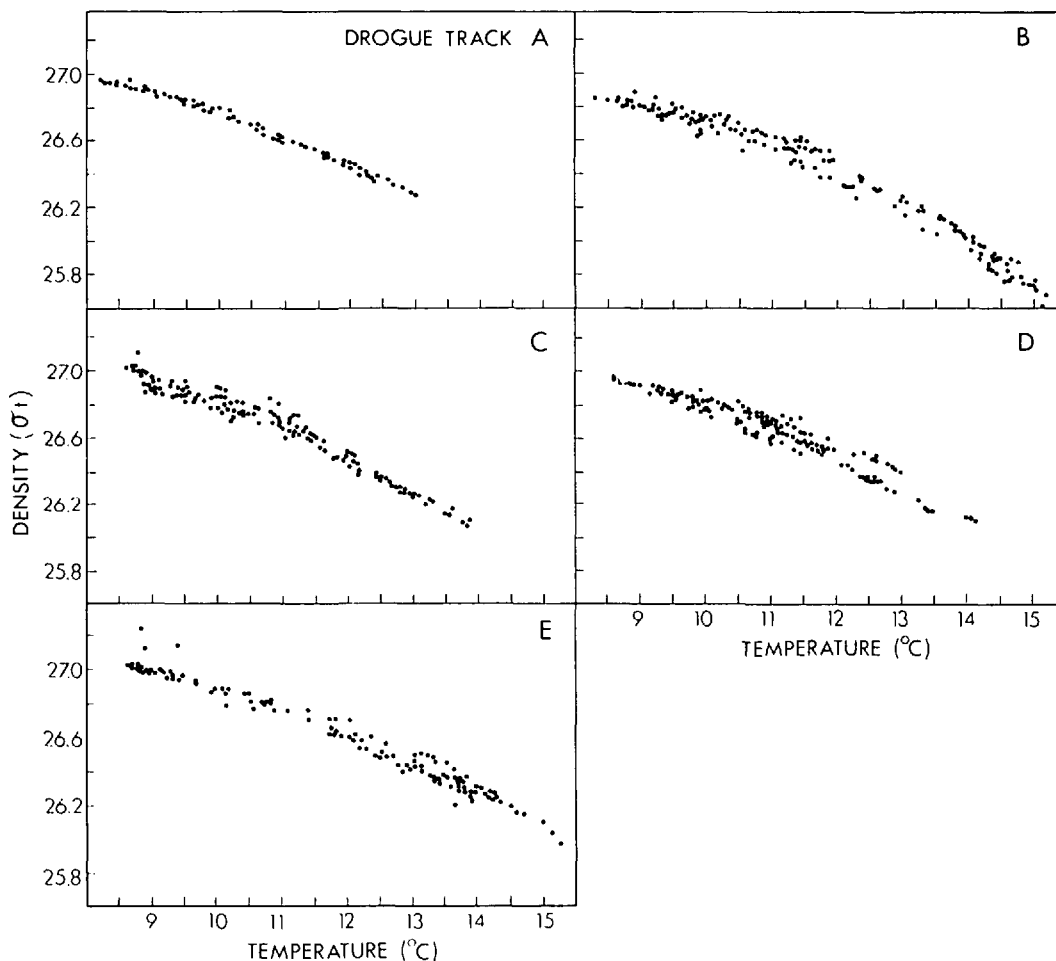 DROGUE TRACK A
B
27.0
26.6
26.2
25.8
C
D
27.0
26.6
26.2
25.8
DENSITY (σt)
E
9 10 11 12 13 14 15
TEMPERATURE (°C)
27.0
26.6
26.2
25.8
9 10 11 12 13 14 15
TEMPERATURE (°C)